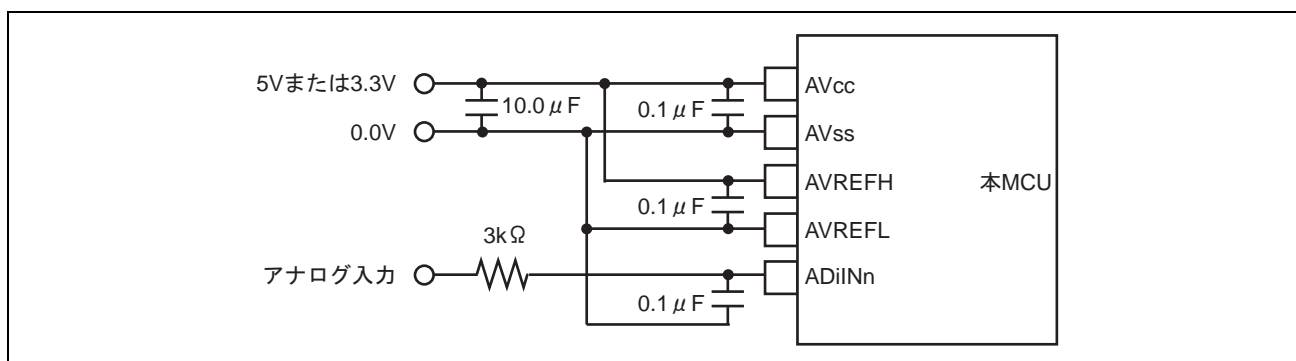 5Vまたは3.3V
10.0μF
0.1μF
AVcc
0.0V
AVss
AVREFH
本MCU
0.1μF
AVREFL
3kΩ
アナログ入力
ADiINn
0.1μF